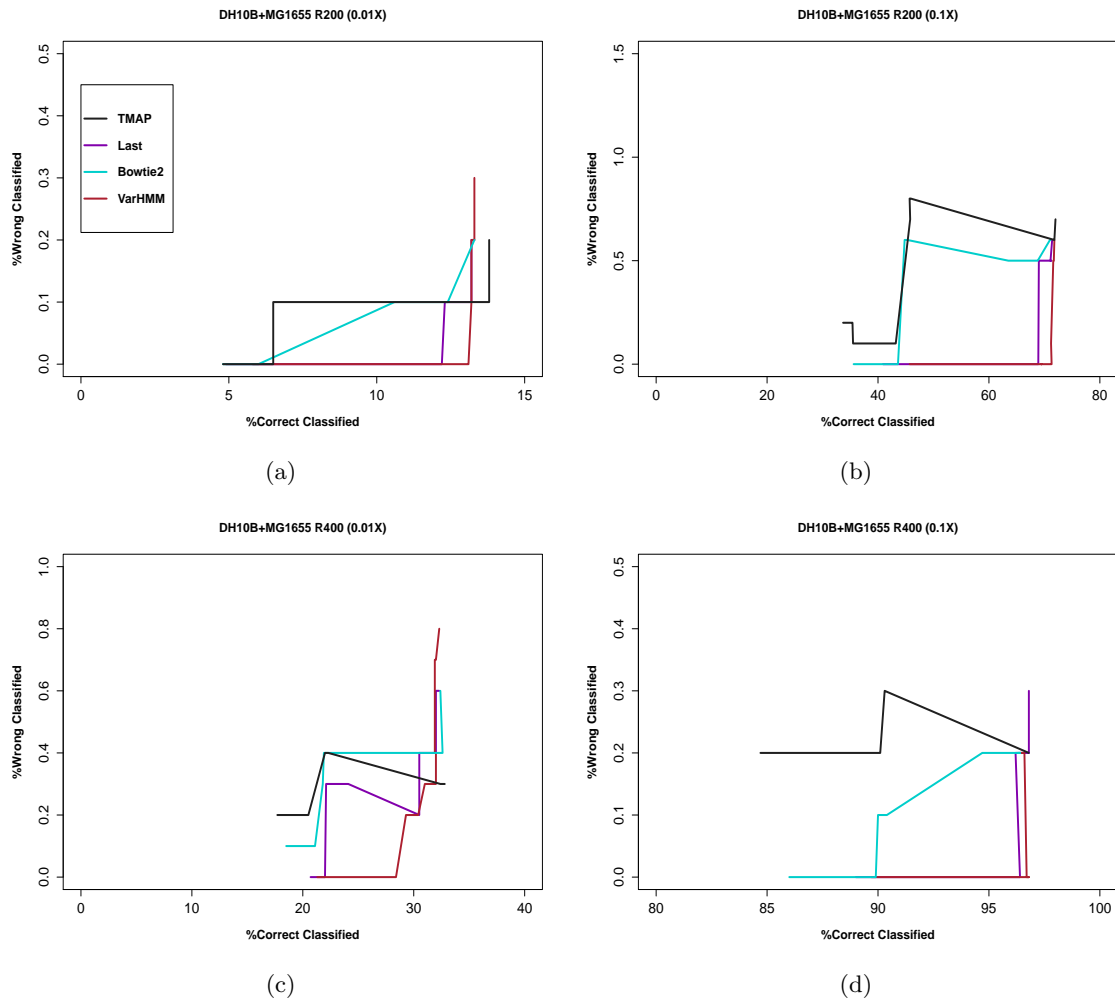 DH10B+MG1655 R200 (0.01X)
%Wrong Classified
0.5
0.4
0.3
0.2
0.1
0.0
TMAP
Last
Bowtie2
VarHMM
0 5 10 15
%Correct Classified
(a)
DH10B+MG1655 R200 (0.1X)
%Wrong Classified
1.5
1.0
0.5
0.0
0 20 40 60 80
%Correct Classified
(b)
DH10B+MG1655 R400 (0.01X)
%Wrong Classified
1.0
0.8
0.6
0.4
0.2
0.0
0 10 20 30 40
%Correct Classified
(c)
DH10B+MG1655 R400 (0.1X)
%Wrong Classified
0.5
0.4
0.3
0.2
0.1
0.0
80 85 90 95 100
%Correct Classified
(d)